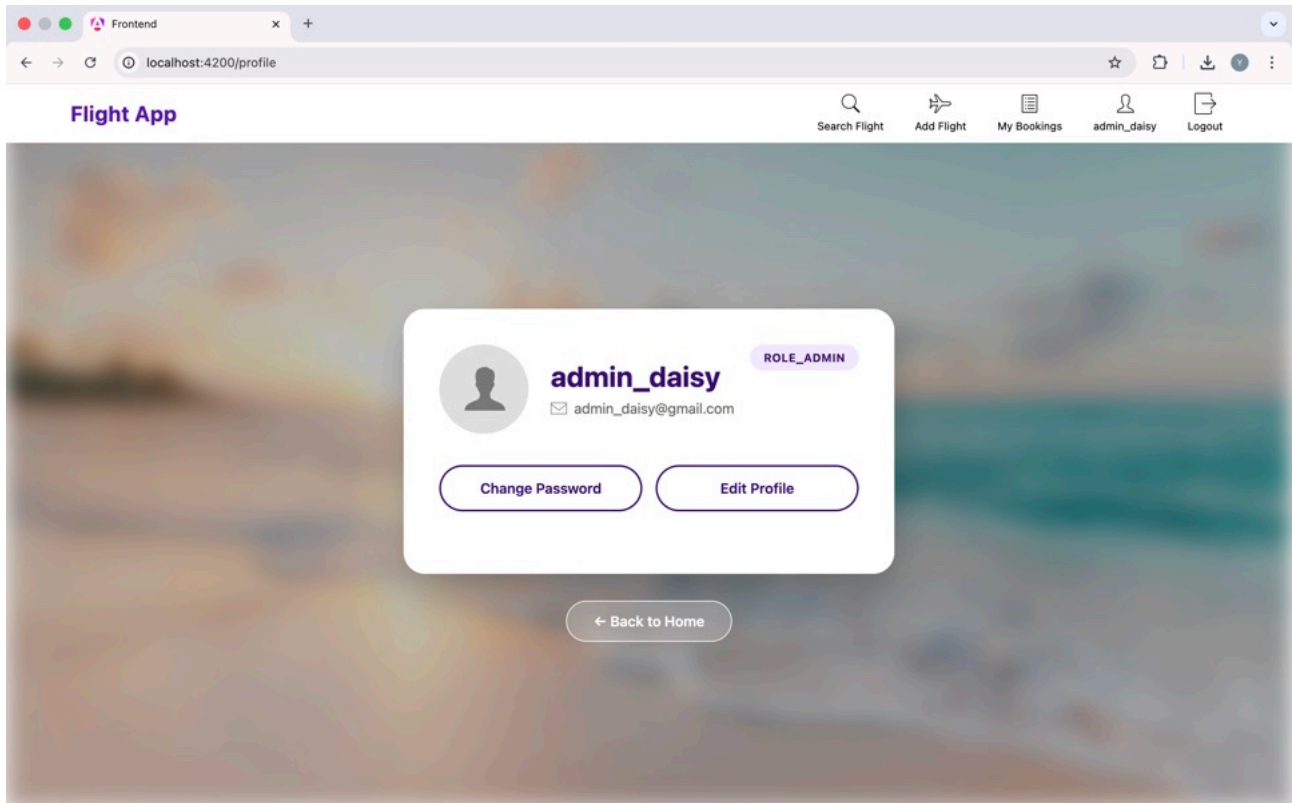 Frontend
localhost:4200/profile
Y
Flight App
Search Flight
Add Flight
My Bookings
admin_daisy
Logout
ROLE_ADMIN
admin_daisy
admin_daisy@gmail.com
Change Password
Edit Profile
← Back to Home